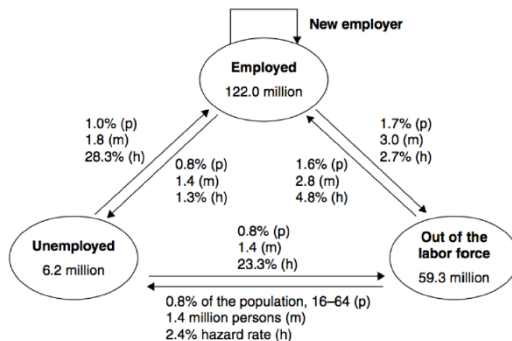 New employer
Employed
122.0 million
1.0% (p)
1.8 (m)
28.3% (h)
0.8% (p)
1.4 (m)
1.3% (h)
1.6% (p)
2.8 (m)
4.8% (h)
1.7% (p)
3.0 (m)
2.7% (h)
Unemployed
6.2 million
0.8% (p)
1.4 (m)
23.3% (h)
Out of the
labor force
59.3 million
0.8% of the population, 16–64 (p)
1.4 million persons (m)
2.4% hazard rate (h)